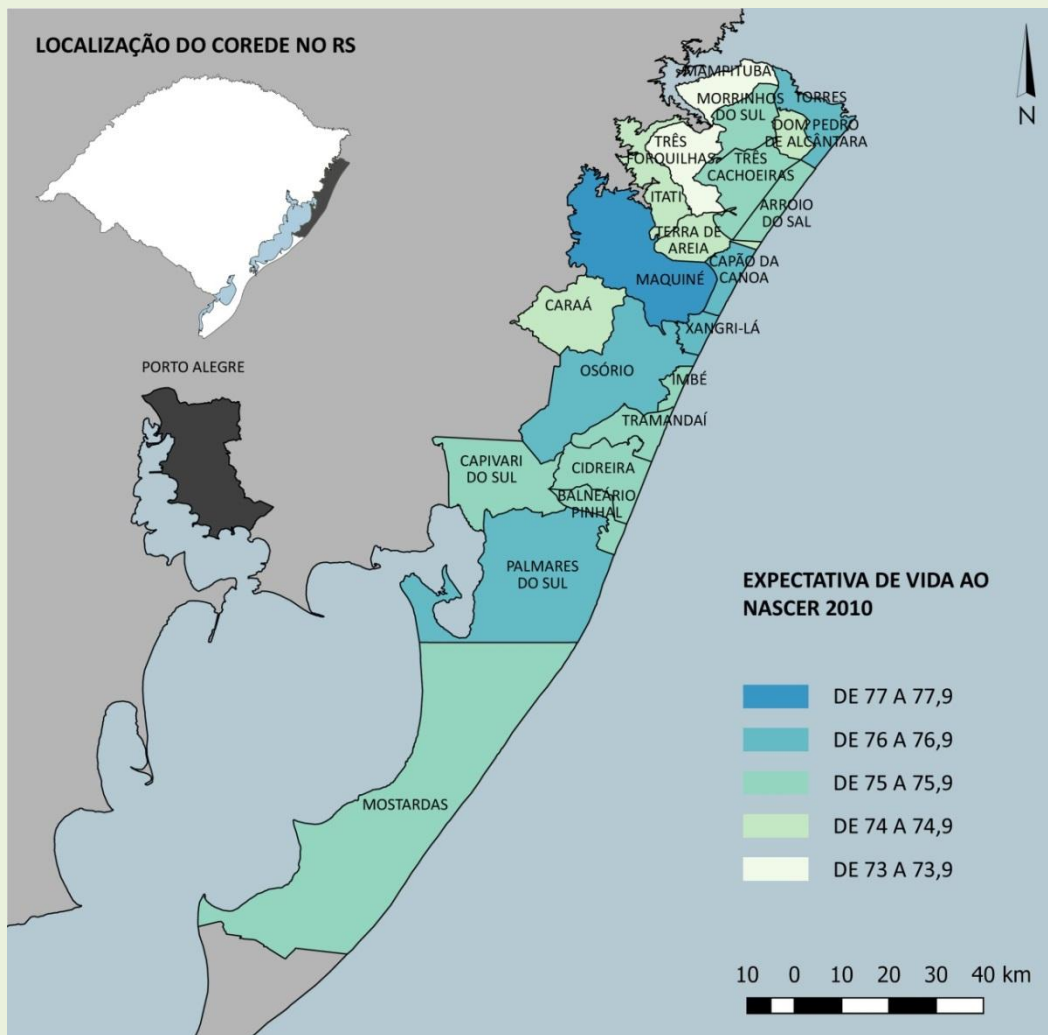 LOCALIZAÇÃO DO COREDE NO RS
N
MAMPITUBA
MORRINHOS
DO SUL
TORRES
DOM PEDRO
DE ALCÂNTARA
TRÊS
FORQUILHAS
TRÊS
CACHOEIRAS
ITATI
ARROIO
DO SAL
TERRA DE
AREIA
CAPÃO DA
CANOA
MAQUINÉ
CARAÁ
XANGRI-LÁ
OSÓRIO
IMBÉ
PORTO ALEGRE
TRAMANDAÍ
CAPIVARI
DO SUL
CIDREIRA
BALNEÁRIO
PINHAL
PALMARES
DO SUL
MOSTARDAS
EXPECTATIVA DE VIDA AO
NASCER 2010
DE 77 A 77,9
DE 76 A 76,9
DE 75 A 75,9
DE 74 A 74,9
DE 73 A 73,9
10 0 10 20 30 40 km